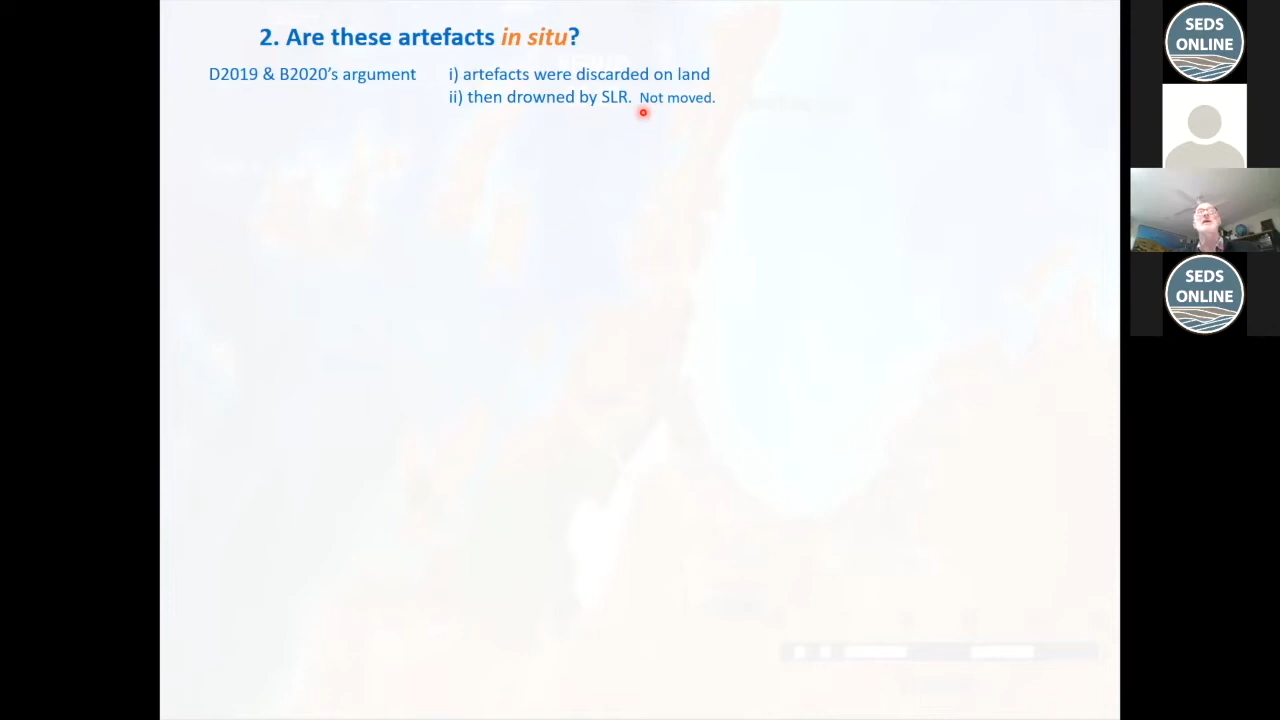 2. Are these artefacts in situ?
D2019 & B2020's argument i) artefacts were discarded on land
ii) then drowned by SLR. Not moved.
SEDS
ONLINE
SEDS
ONLINE